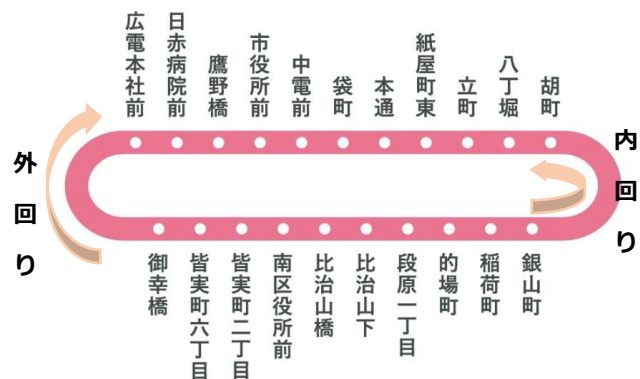 広電本社前
日赤病院前
鷹野橋
市役所前
中電前
袋町
本通
紙屋町東
立町
八丁堀
胡町
外回り
内回り
御幸橋
皆実町六丁目
皆実町二丁目
南区役所前
比治山橋
比治山下
段原一丁目
的場町
稲荷町
銀山町